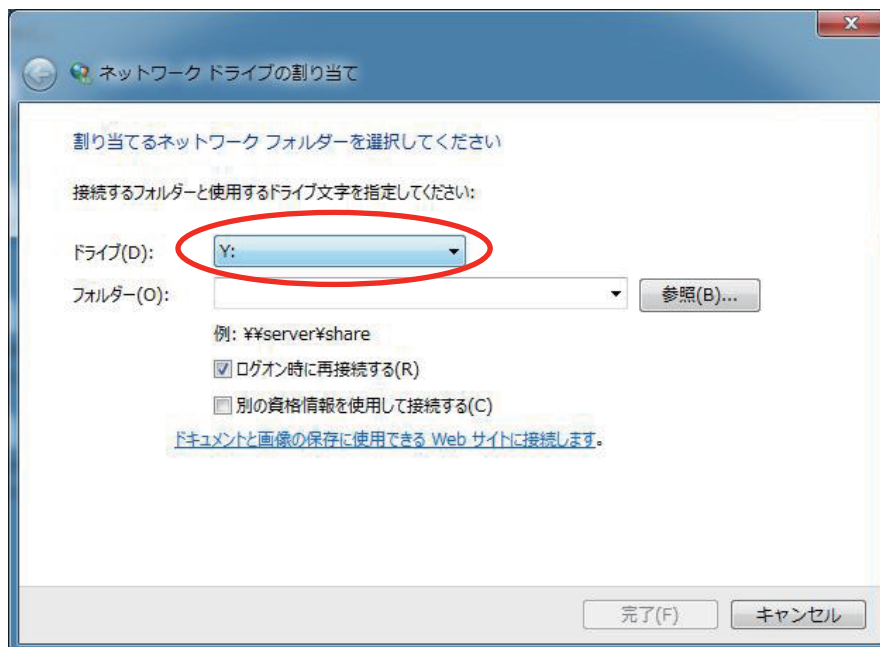 ネットワーク ドライブの割り当て
割り当てるネットワーク フォルダーを選択してください
接続するフォルダーと使用するドライブ文字を指定してください:
ドライブ(D): Y:
フォルダー(O): 参照(B)...
例: ¥¥server¥share
ログオン時に再接続する(R)
別の資格情報を使用して接続する(C)
ドキュメントと画像の保存に使用できる Web サイトに接続します。
完了(F) キャンセル